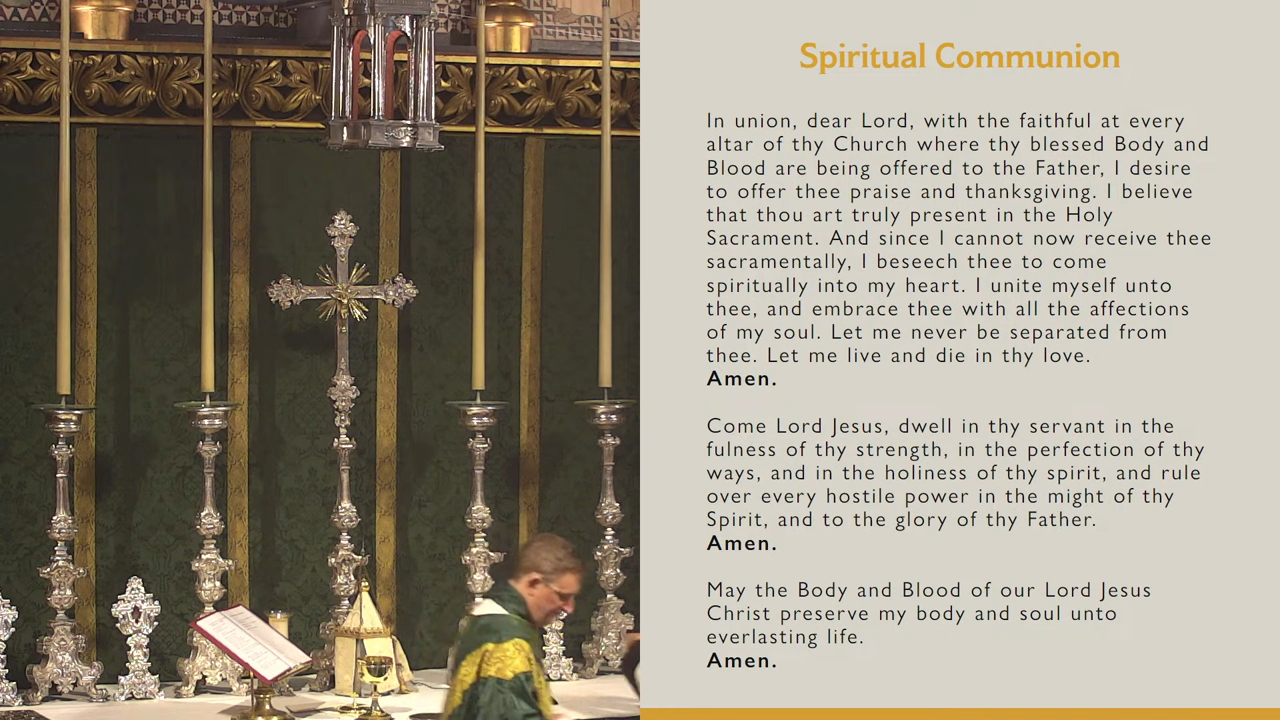 Spiritual Communion
In union, dear Lord, with the faithful at every
altar of thy Church where thy blessed Body and
Blood are being offered to the Father, I desire
to offer thee praise and thanksgiving. I believe
that thou art truly present in the Holy
Sacrament. And since I cannot now receive thee
sacramentally, I beseech thee to come
spiritually into my heart. I unite myself unto
thee, and embrace thee with all the affections
of my soul. Let me never be separated from
thee. Let me live and die in thy love.
Amen.
Come Lord Jesus, dwell in thy servant in the
fulness of thy strength, in the perfection of thy
ways, and in the holiness of thy spirit, and rule
over every hostile power in the might of thy
Spirit, and to the glory of thy Father.
Amen.
May the Body and Blood of our Lord Jesus
Christ preserve my body and soul unto
everlasting life.
Amen.